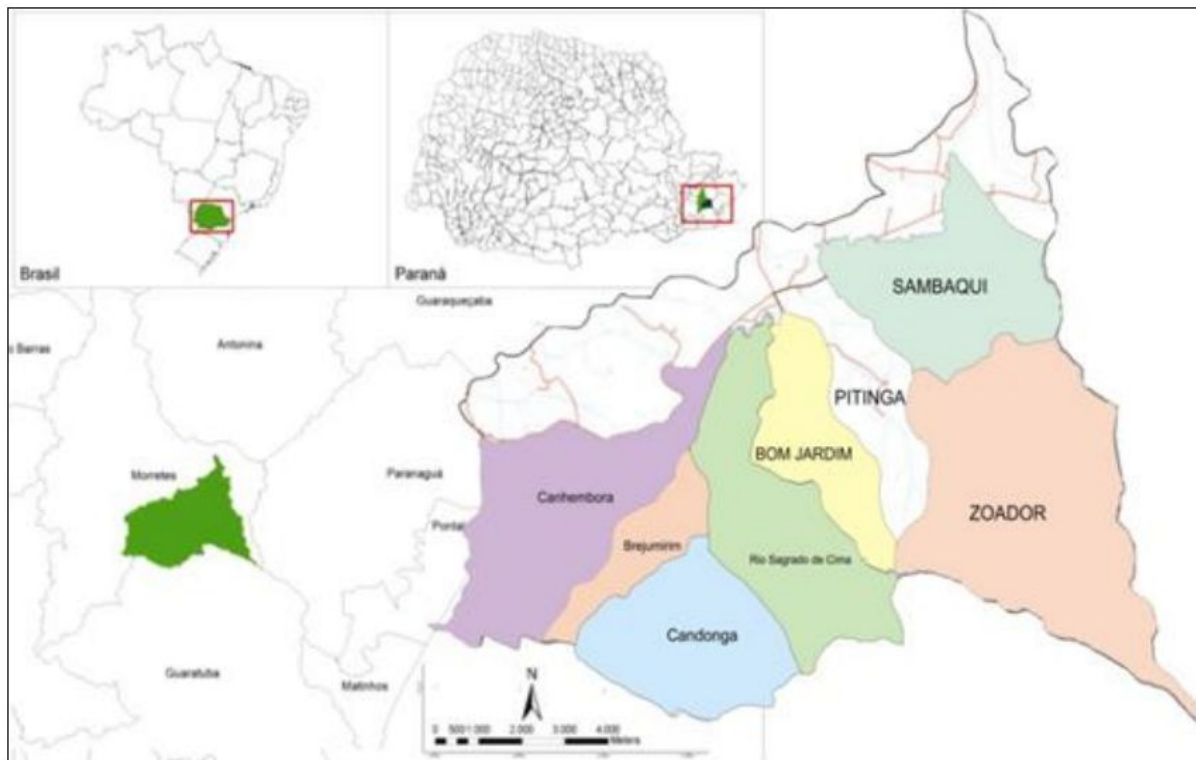 Brasil
Paraná
Guaraqueçaba
o Barras
Antonina
SAMBAQUI
PITINGA
BOM JARDIM
Morretes
Paranaguá
Canhembora
ZOADOR
Pontal
Brejumirim
Rio Sagrado de Cima
Candonga
Guaratuba
Matinhos
N
0 500 1.000 2.000 3.000 4.000
Meters